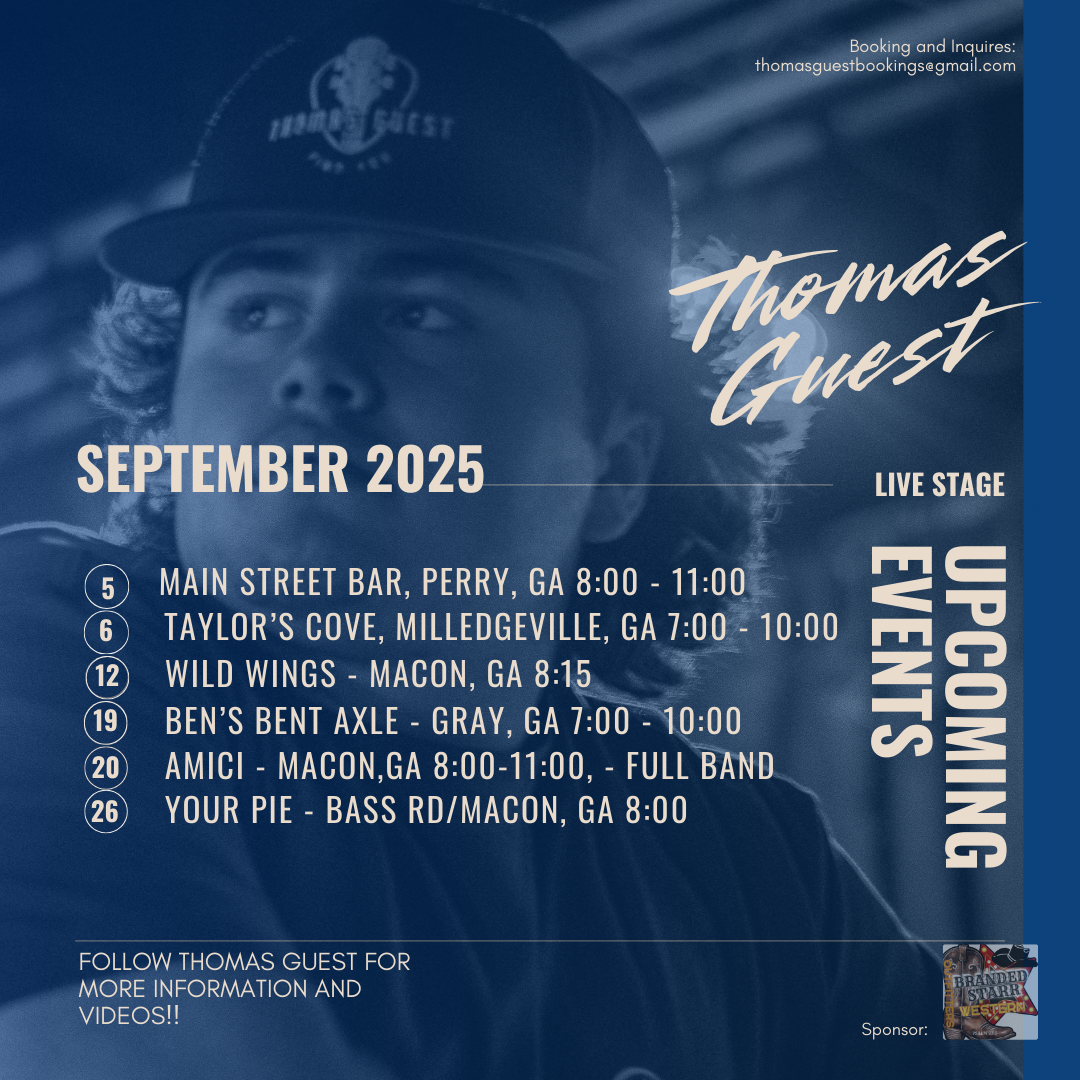 Booking and Inquires:
thomasguestbookings@gmail.com
THOMAS GUEST
Thomas
Guest
SEPTEMBER 2025
LIVE STAGE
UPCOMING
EVENTS
5 MAIN STREET BAR, PERRY, GA 8:00 - 11:00
6 TAYLOR'S COVE, MILLEDGEVILLE, GA 7:00 - 10:00
12 WILD WINGS - MACON, GA 8:15
19 BEN'S BENT AXLE - GRAY, GA 7:00 - 10:00
20 AMICI - MACON,GA 8:00-11:00, - FULL BAND
26 YOUR PIE - BASS RD/MACON, GA 8:00
FOLLOW THOMAS GUEST FOR
MORE INFORMATION AND
VIDEOS!!
Sponsor:
BRANDED
STARR
WESTERN